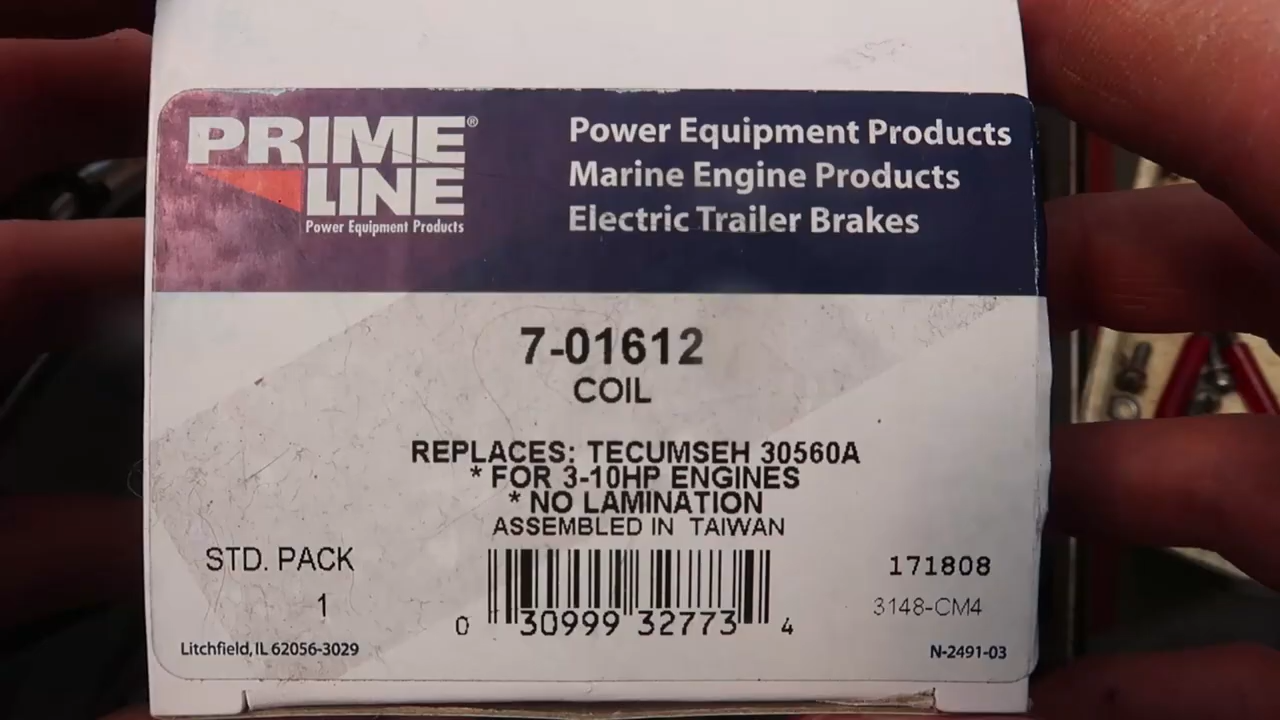 PRIME®
LINE
Power Equipment Products
Power Equipment Products
Marine Engine Products
Electric Trailer Brakes
7-01612
COIL
REPLACES: TECUMSEH 30560A
* FOR 3-10HP ENGINES
* NO LAMINATION
ASSEMBLED IN TAIWAN
STD. PACK
1
0 30999 32773 4
171808
3148-CM4
Litchfield, IL 62056-3029
N-2491-03